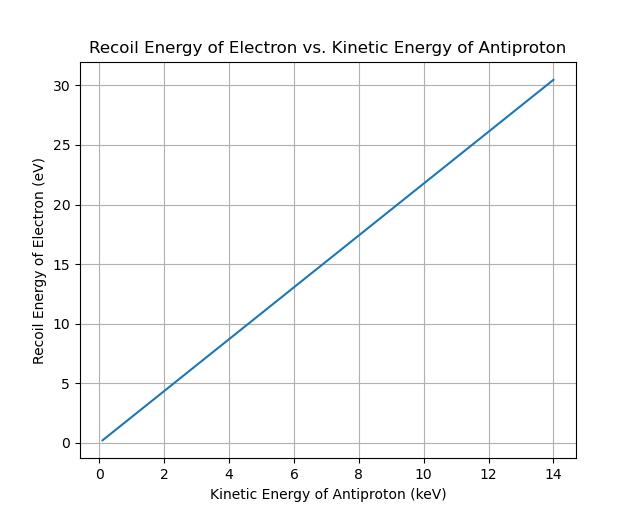 Recoil Energy of Electron vs. Kinetic Energy of Antiproton
30
25
20
15
10
5
0
Recoil Energy of Electron (eV)
0 2 4 6 8 10 12 14
Kinetic Energy of Antiproton (keV)